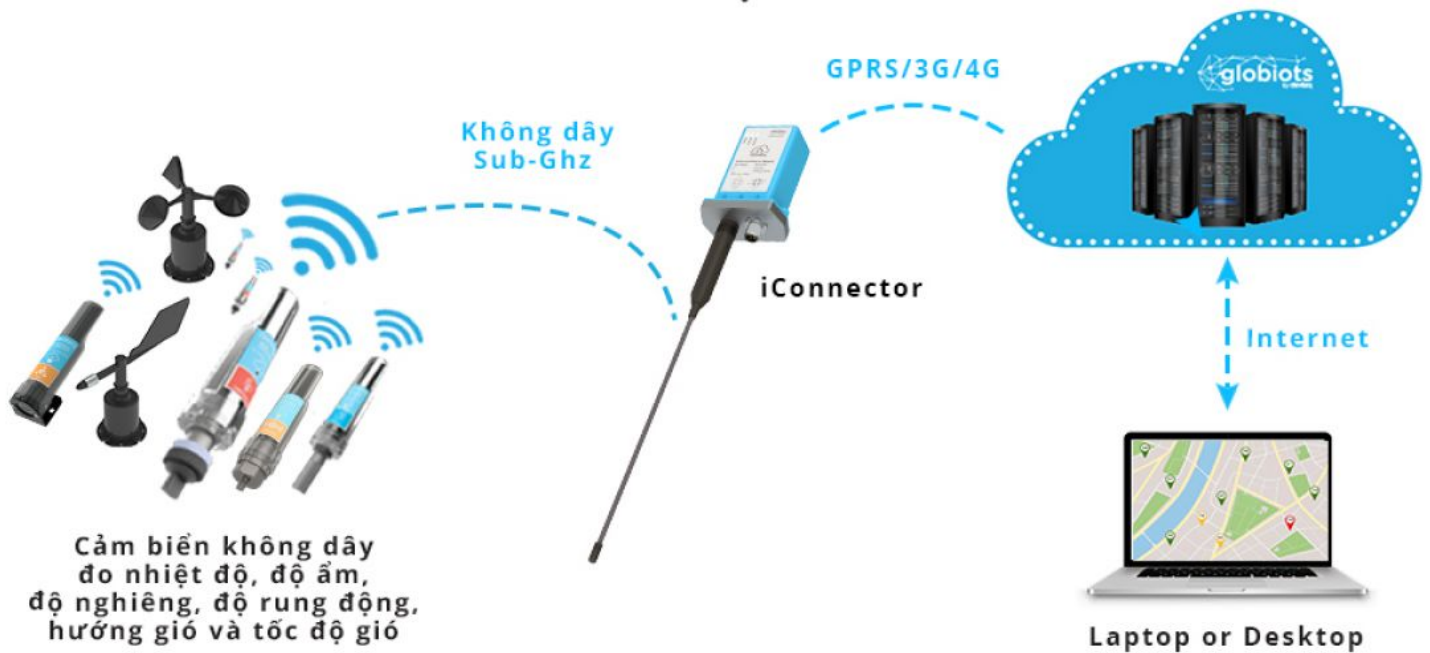 GPRS/3G/4G
globiots
Không dây
Sub-Ghz
iConnector
Internet
Cảm biển không dây
đo nhiệt độ, độ ẩm,
độ nghiêng, độ rung động,
hướng gió và tốc độ gió
Laptop or Desktop